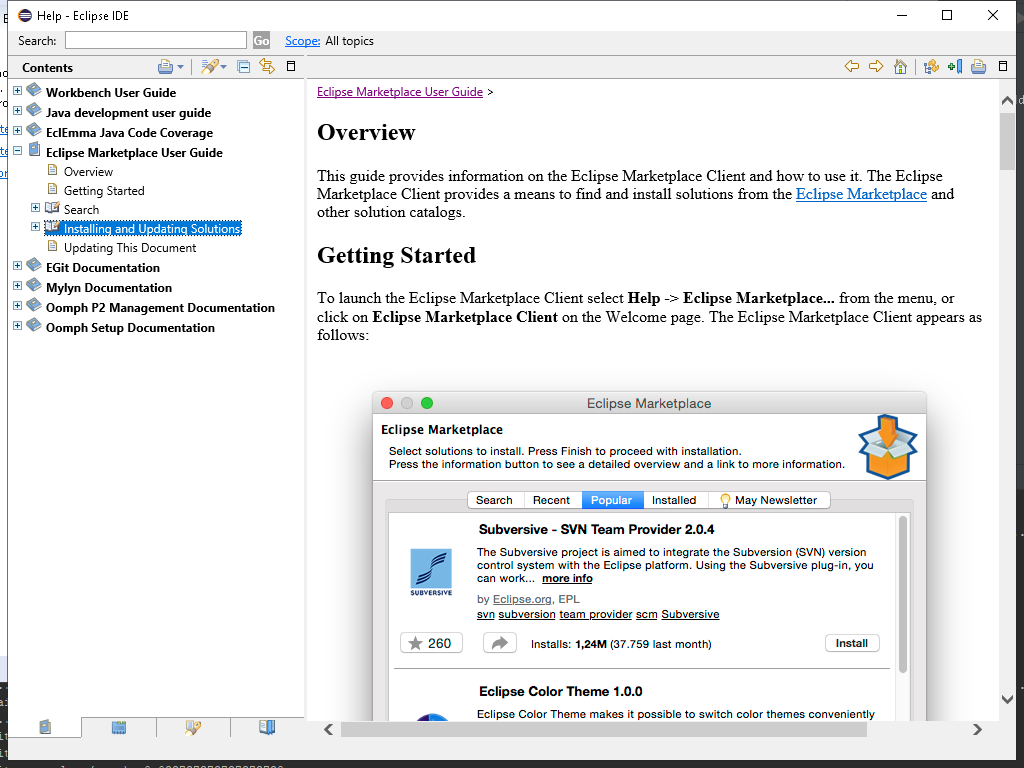 Help - Eclipse IDE
Search: Go Scope: All topics
Contents
Workbench User Guide
Java development user guide
EclEmma Java Code Coverage
Eclipse Marketplace User Guide
Overview
Getting Started
Search
Installing and Updating Solutions
Updating This Document
EGit Documentation
Mylyn Documentation
Oomph P2 Management Documentation
Oomph Setup Documentation
Eclipse Marketplace User Guide >
Overview
This guide provides information on the Eclipse Marketplace Client and how to use it. The Eclipse
Marketplace Client provides a means to find and install solutions from the Eclipse Marketplace and
other solution catalogs.
Getting Started
To launch the Eclipse Marketplace Client select Help -> Eclipse Marketplace... from the menu, or
click on Eclipse Marketplace Client on the Welcome page. The Eclipse Marketplace Client appears as
follows:
Eclipse Marketplace
Eclipse Marketplace
Select solutions to install. Press Finish to proceed with installation.
Press the information button to see a detailed overview and a link to more information.
Search Recent Popular Installed May Newsletter
Subversive - SVN Team Provider 2.0.4
The Subversive project is aimed to integrate the Subversion (SVN) version
control system with the Eclipse platform. Using the Subversive plug-in, you
can work... more info
SUBVERSIVE
by Eclipse.org, EPL
svn subversion team provider scm Subversive
260 Installs: 1,24M (37.759 last month) Install
Eclipse Color Theme 1.0.0
Eclipse Color Theme makes it possible to switch color themes conveniently